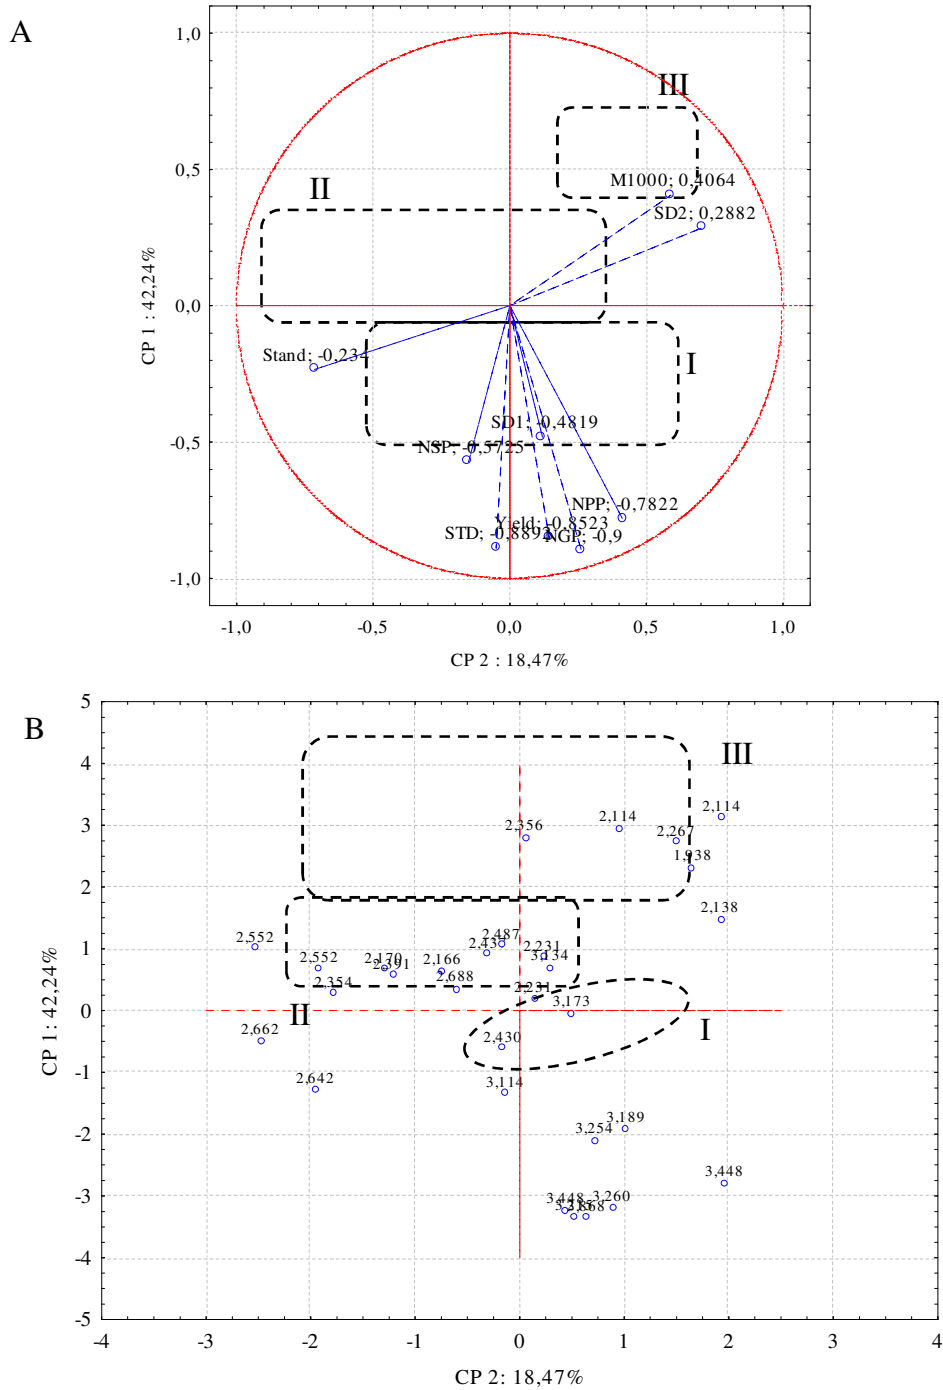 A
1,0
III
M1000; 0,4064
0,5
II
SD2; 0,2882
CP 1 : 42,24%
0,0
Stand; -0,234
I
SD1; -0,4819
-0,5
NSP; -0,5725
NPP; -0,7822
Yield; -0,8523
STD; -0,8892
NGP; -0,9
-1,0
-1,0 -0,5 0,0 0,5 1,0
CP 2 : 18,47%
B
5
III
4
2,114
2,114
3
2,356
2,267
1,938
2
2,138
2,487
2,552
2,437
2,231
1
2,552
2,170
2,166
3,134
2,391
2,354
2,688
2,231
3,173
0
II
I
2,662
2,430
CP 1: 42,24%
-1
2,642
3,114
3,189
-2
3,254
3,448
-3
3,448
3,260
-4
-5
-4 -3 -2 -1 0 1 2 3 4
CP 2: 18,47%